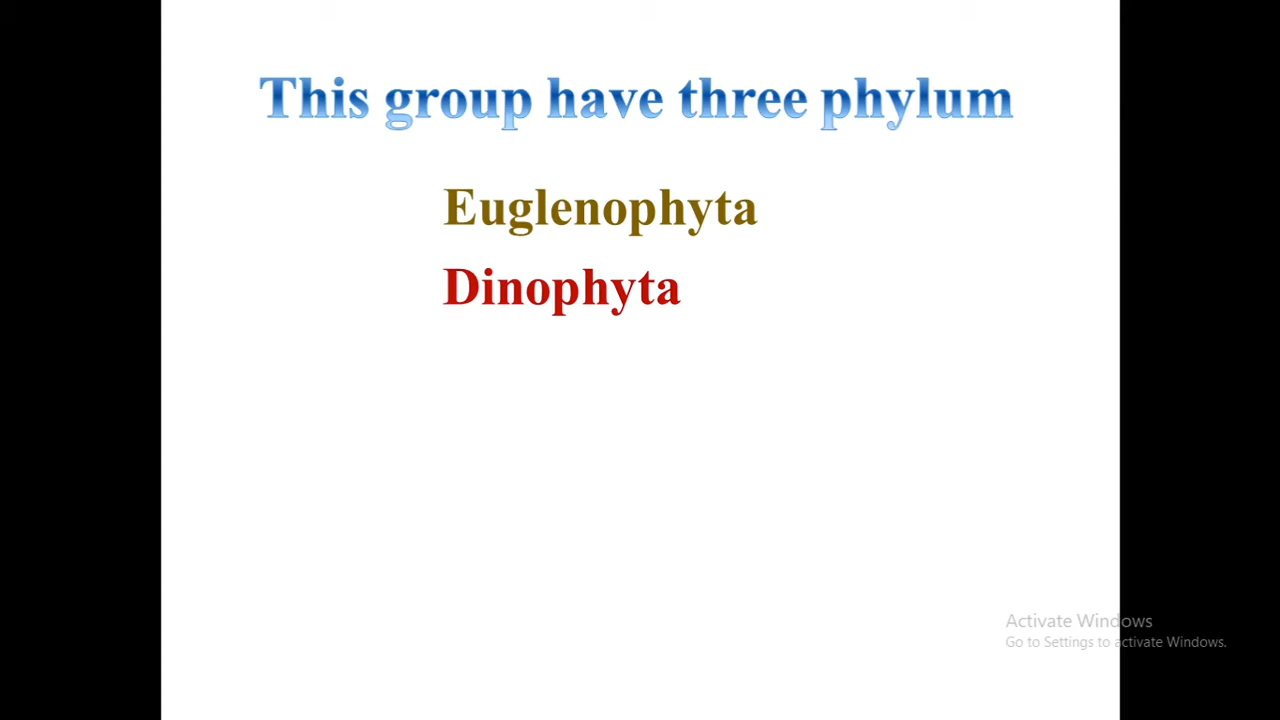 This group have three phylum
Euglenophyta
Dinophyta
Activate Windows
Go to Settings to activate Windows.